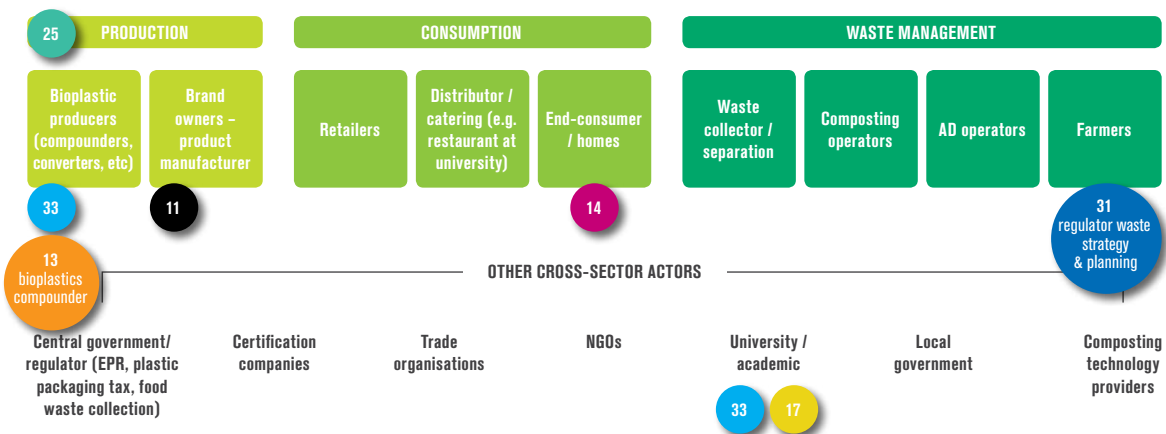 25
PRODUCTION
CONSUMPTION
WASTE MANAGEMENT
Bioplastic
producers
(compounders,
converters, etc)
Brand
owners –
product
manufacturer
Retailers
Distributor /
catering (e.g.
restaurant at
university)
End-consumer
/ homes
Waste
collector /
separation
Composting
operators
AD operators
Farmers
33
11
14
31
regulator waste
strategy
& planning
13
bioplastics
compounder
OTHER CROSS-SECTOR ACTORS
Central government/
regulator (EPR, plastic
packaging tax, food
waste collection)
Certification
companies
Trade
organisations
NGOs
University /
academic
Local
government
Composting
technology
providers
33
17